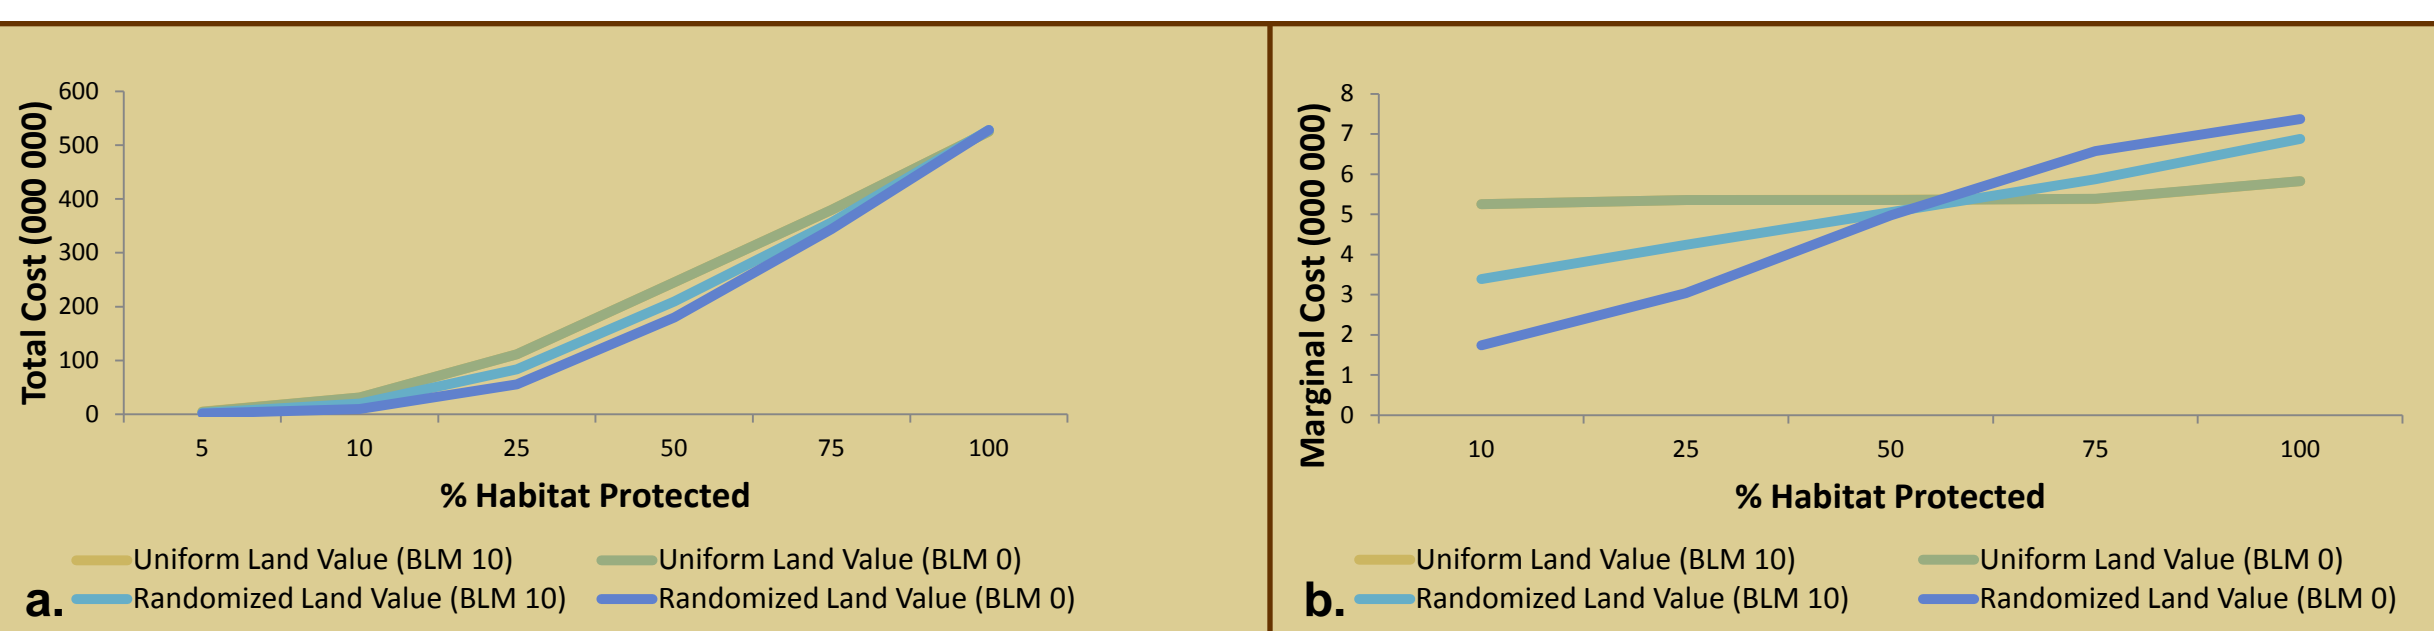 Total Cost (000 000)
600
500
400
300
200
100
0
5 10 25 50 75 100
% Habitat Protected
Uniform Land Value (BLM 10) Uniform Land Value (BLM 0)
Randomized Land Value (BLM 10) Randomized Land Value (BLM 0)
a.
Marginal Cost (000 000)
8
7
6
5
4
3
2
1
0
10 25 50 75 100
% Habitat Protected
Uniform Land Value (BLM 10) Uniform Land Value (BLM 0)
Randomized Land Value (BLM 10) Randomized Land Value (BLM 0)
b.